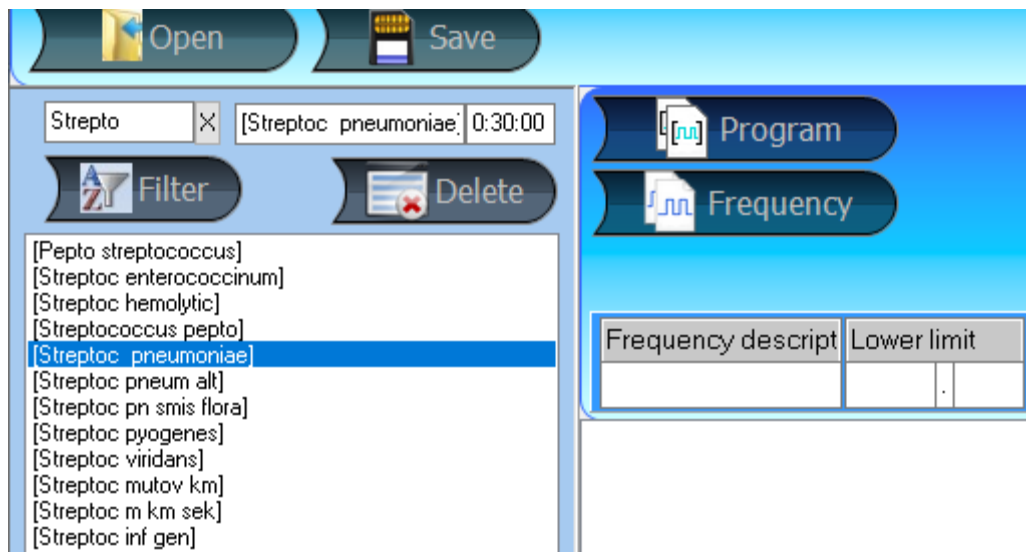 Open
Save
Strepto X [Streptoc  pneumoniae] 0:30:00
Filter
Delete
[Pepto streptococcus]
[Streptoc enterococcinum]
[Streptoc hemolytic]
[Streptococcus pepto]
[Streptoc  pneumoniae]
[Streptoc pneum alt]
[Streptoc pn smis flora]
[Streptoc pyogenes]
[Streptoc viridans]
[Streptoc mutov km]
[Streptoc m km sek]
[Streptoc inf gen]
Program
Frequency
Frequency descript Lower limit
.